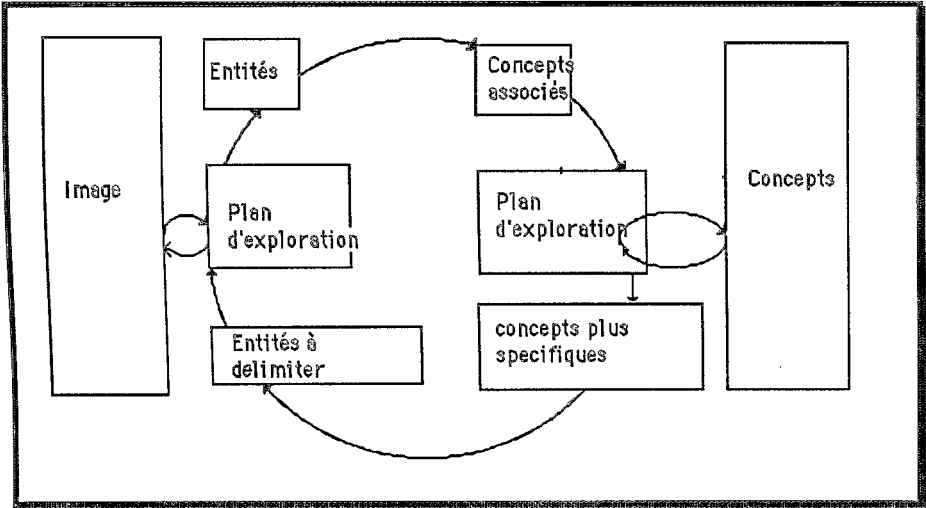 Entités
Concepts
associés
Image
Plan
d'exploration
Plan
d'exploration
Concepts
Entités à
delimiter
concepts plus
specifiques